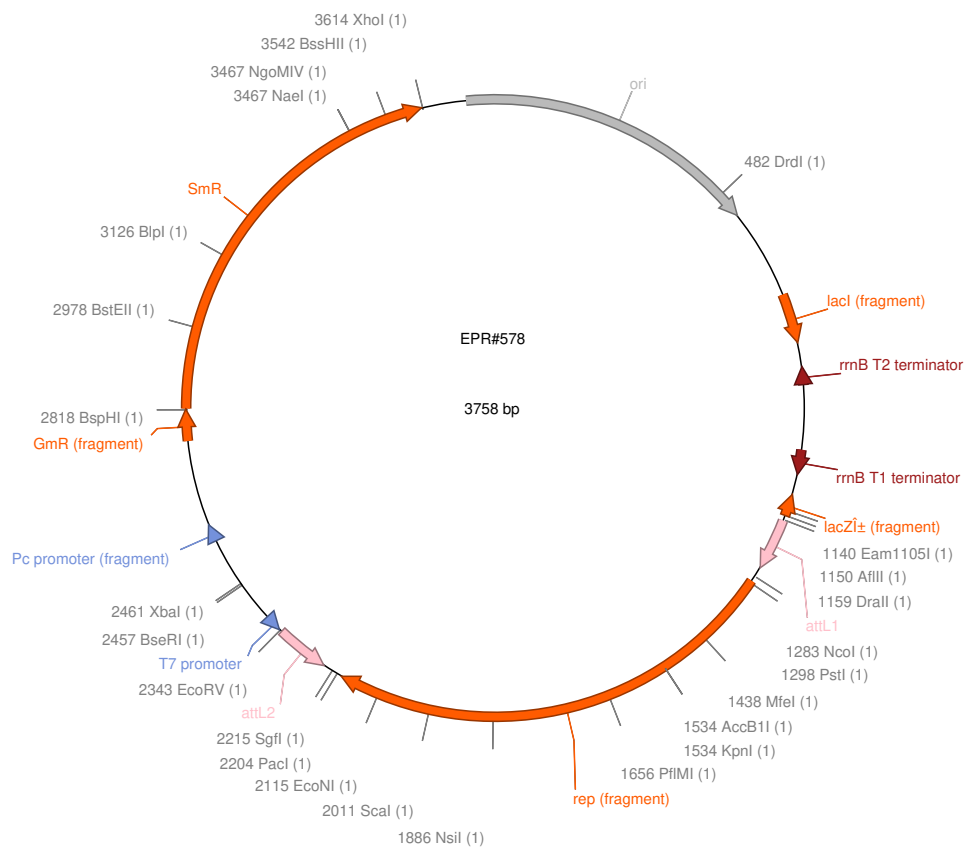 3614 XhoI (1)
3542 BssHII (1)
3467 NgoMIV (1)
3467 NaeI (1)
ori
482 DrdI (1)
SmR
3126 BlpI (1)
2978 BstEII (1)
lacI (fragment)
EPR#578
rrnB T2 terminator
3758 bp
2818 BspHI (1)
GmR (fragment)
rrnB T1 terminator
lacZÎ± (fragment)
Pc promoter (fragment)
1140 Eam1105I (1)
1150 AflII (1)
1159 DraII (1)
2461 XbaI (1)
attL1
2457 BseRI (1)
1283 NcoI (1)
T7 promoter
1298 PstI (1)
2343 EcoRV (1)
1438 MfeI (1)
attL2
1534 AccB1I (1)
2215 SgfI (1)
1534 KpnI (1)
2204 PacI (1)
1656 PflMI (1)
2115 EcoNI (1)
rep (fragment)
2011 ScaI (1)
1886 NsiI (1)